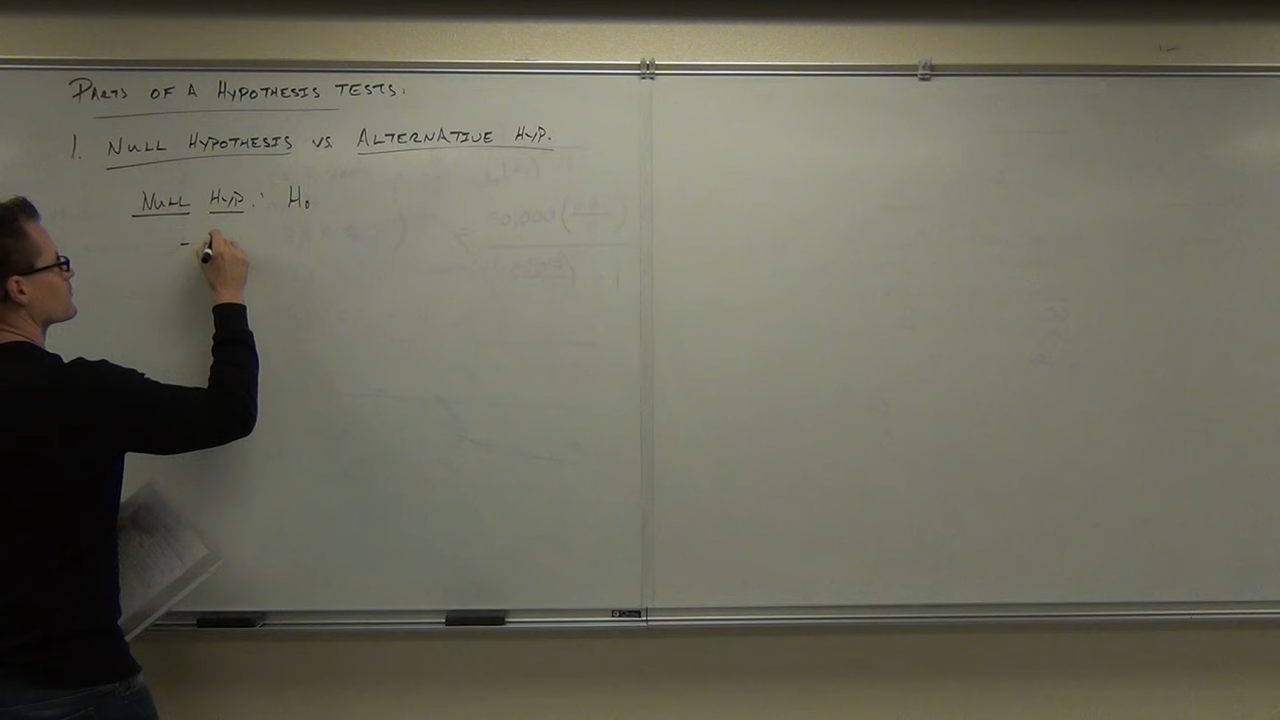 PARTS OF A HYPOTHESIS TESTS:
1. NULL HYPOTHESIS VS. ALTERNATIVE HYP.
NULL HYP.: H₀
-